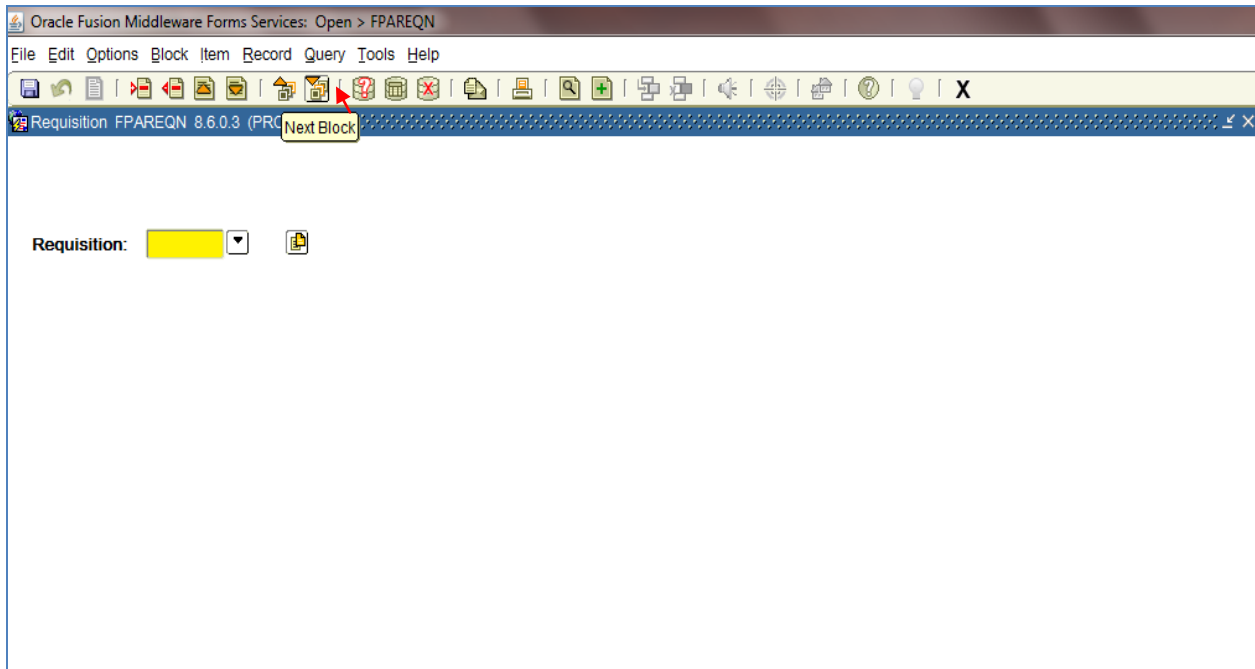 Oracle Fusion Middleware Forms Services: Open > FPAREQN
File Edit Options Block Item Record Query Tools Help
X
Requisition FPAREQN 8.6.0.3 (PRO
Next Block
Requisition: